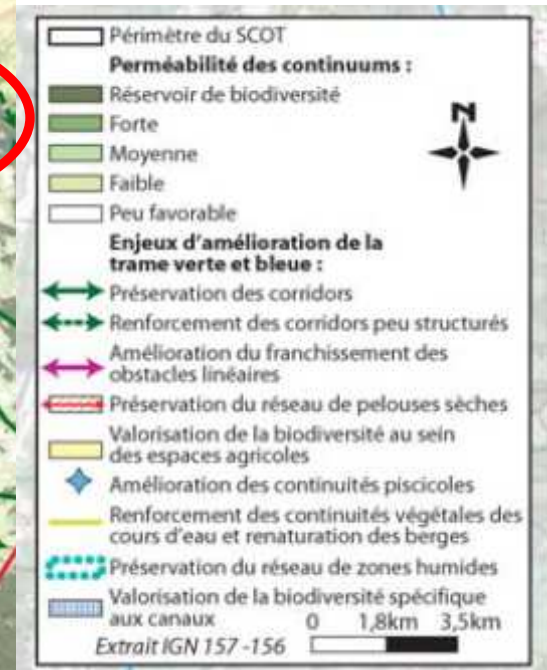 Périmètre du SCOT
Perméabilité des continuums :
Réservoir de biodiversité
Forte
Moyenne
Faible
Peu favorable
N
Enjeux d'amélioration de la
trame verte et bleue :
Préservation des corridors
Renforcement des corridors peu structurés
Amélioration du franchissement des
obstacles linéaires
Préservation du réseau de pelouses sèches
Valorisation de la biodiversité au sein
des espaces agricoles
Amélioration des continuités piscicoles
Renforcement des continuités végétales des
cours d'eau et renaturation des berges
Préservation du réseau de zones humides
Valorisation de la biodiversité spécifique
aux canaux
0 1,8km 3,5km
Extrait IGN 157 -156